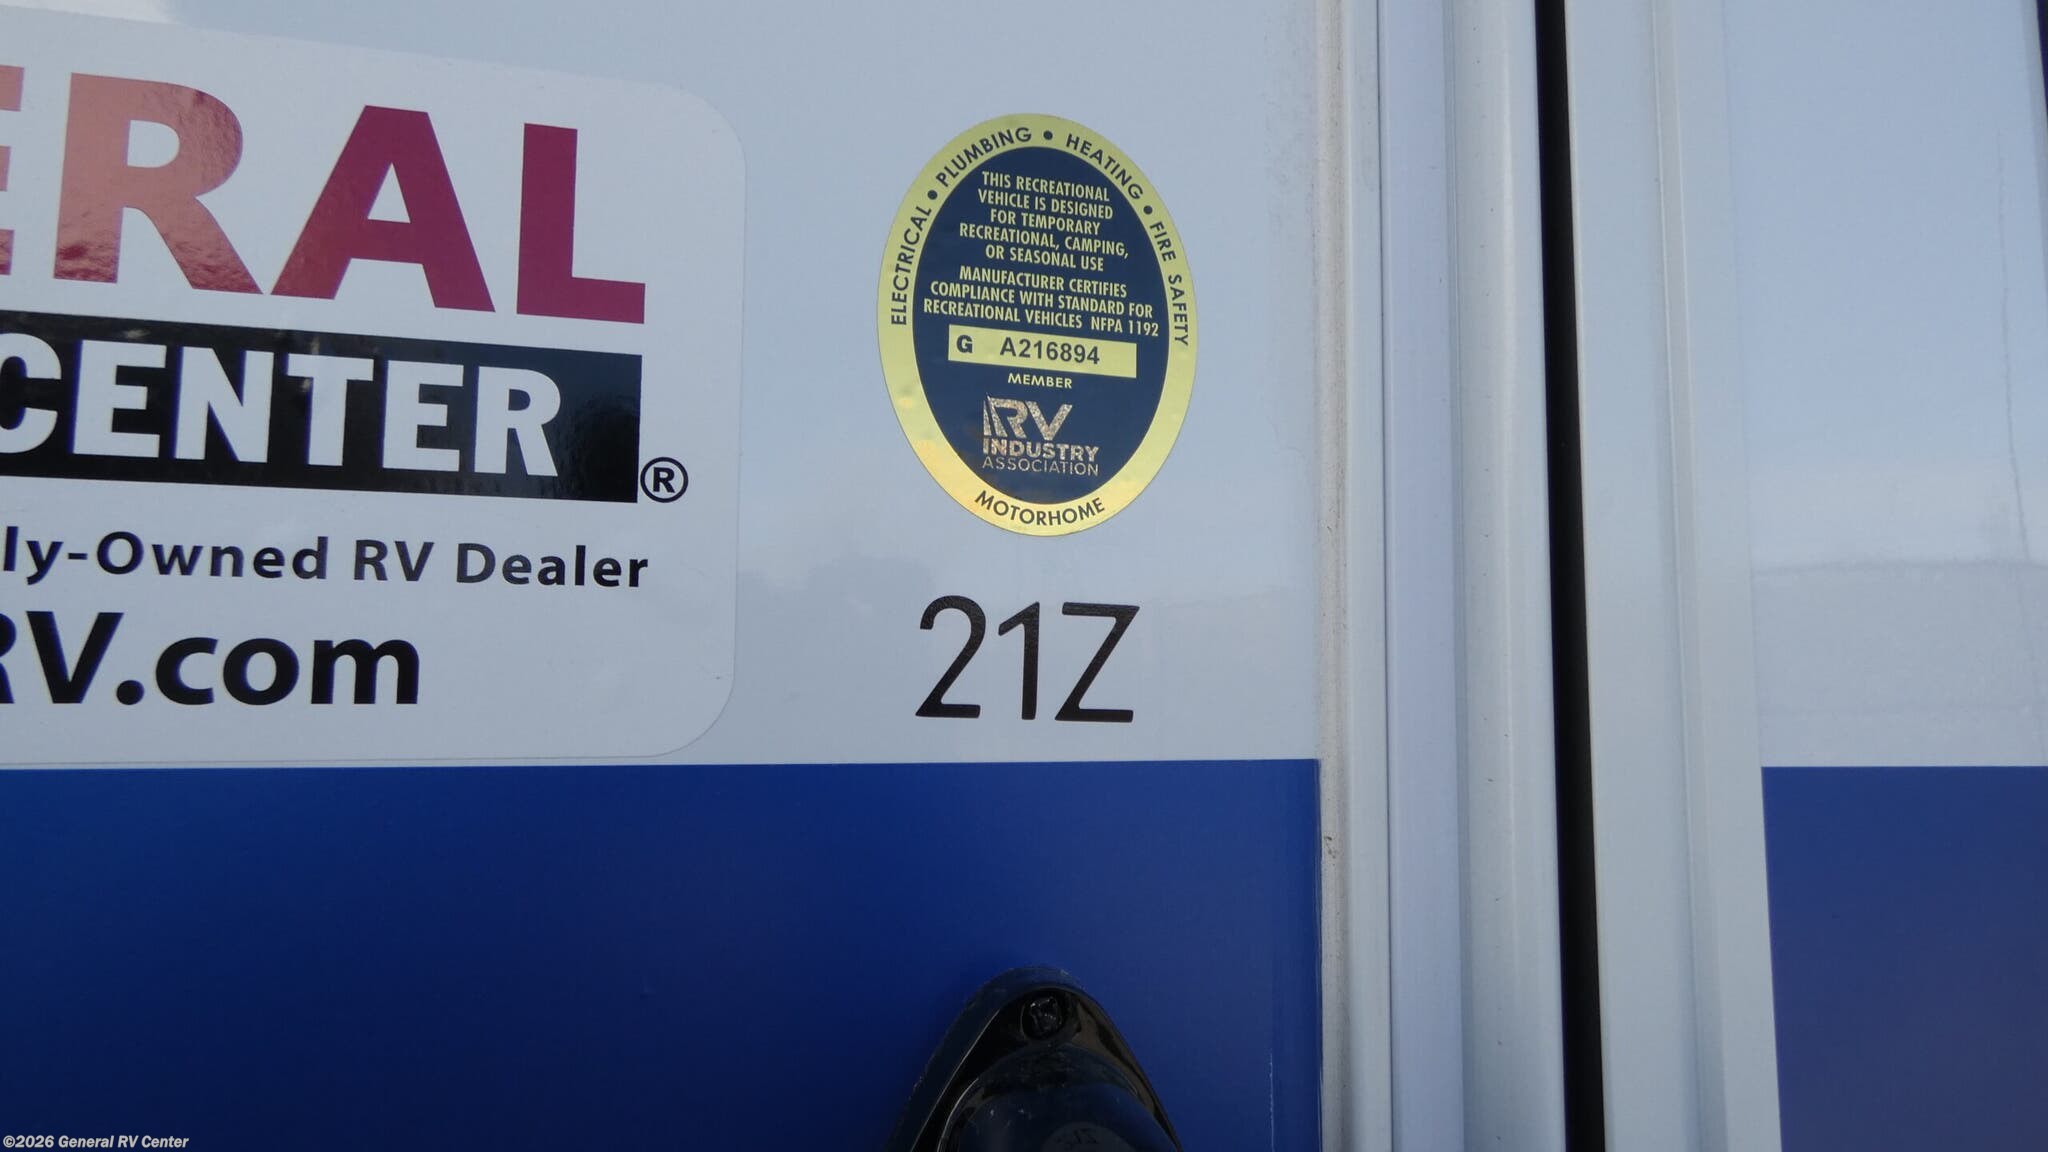 ERAL
CENTER
®
ly-Owned RV Dealer
RV.com
ELECTRICAL • PLUMBING • HEATING • FIRE SAFETY
THIS RECREATIONAL
VEHICLE IS DESIGNED
FOR TEMPORARY
RECREATIONAL, CAMPING,
OR SEASONAL USE
MANUFACTURER CERTIFIES
COMPLIANCE WITH STANDARD FOR
RECREATIONAL VEHICLES NFPA 1192
G A216894
MEMBER
RV
INDUSTRY
ASSOCIATION
MOTORHOME
21Z
©2026 General RV Center